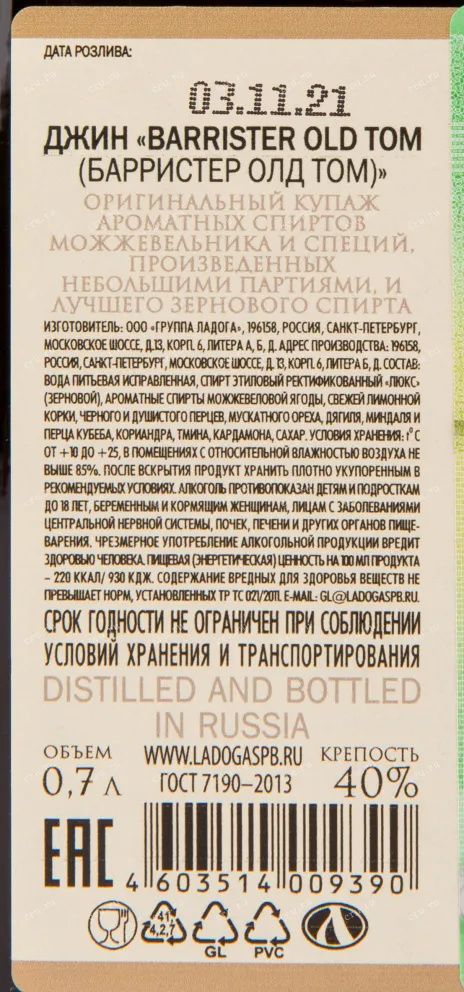 ДАТА РОЗЛИВА:
03.11.21
ДЖИН «BARRISTER OLD TOM
(БАРРИСТЕР ОЛД ТОМ)»
ОРИГИНАЛЬНЫЙ КУПАЖ
АРОМАТНЫХ СПИРТОВ
МОЖЖЕВЕЛЬНИКА И СПЕЦИЙ,
ПРОИЗВЕДЕННЫХ
НЕБОЛЬШИМИ ПАРТИЯМИ, И
ЛУЧШЕГО ЗЕРНОВОГО СПИРТА
ИЗГОТОВИТЕЛЬ: ООО «ГРУППА ЛАДОГА», 196158, РОССИЯ, САНКТ-ПЕТЕРБУРГ,
МОСКОВСКОЕ ШОССЕ, Д.13, КОРП. 6, ЛИТЕРА А, Б, Д. АДРЕС ПРОИЗВОДСТВА: 196158,
РОССИЯ, САНКТ-ПЕТЕРБУРГ, МОСКОВСКОЕ ШОССЕ, Д. 13, КОРП. 6, ЛИТЕРА Б, Д. СОСТАВ:
ВОДА ПИТЬЕВАЯ ИСПРАВЛЕННАЯ, СПИРТ ЭТИЛОВЫЙ РЕКТИФИКОВАННЫЙ «ЛЮКС»
(ЗЕРНОВОЙ), АРОМАТНЫЕ СПИРТЫ МОЖЖЕВЕЛОВОЙ ЯГОДЫ, СВЕЖЕЙ ЛИМОННОЙ
КОРКИ, ЧЕРНОГО И ДУШИСТОГО ПЕРЦЕВ, МУСКАТНОГО ОРЕХА, ДЯГИЛЯ, МИНДАЛЯ И
ПЕРЦА КУБЕБА, КОРИАНДРА, ТМИНА, КАРДАМОНА, САХАР. УСЛОВИЯ ХРАНЕНИЯ: t° C
ОТ +10 ДО +25, В ПОМЕЩЕНИЯХ С ОТНОСИТЕЛЬНОЙ ВЛАЖНОСТЬЮ ВОЗДУХА НЕ
ВЫШЕ 85%. ПОСЛЕ ВСКРЫТИЯ ПРОДУКТ ХРАНИТЬ ПЛОТНО УКУПОРЕННЫМ В
РЕКОМЕНДУЕМЫХ УСЛОВИЯХ. АЛКОГОЛЬ ПРОТИВОПОКАЗАН ДЕТЯМ И ПОДРОСТКАМ
ДО 18 ЛЕТ, БЕРЕМЕННЫМ И КОРМЯЩИМ ЖЕНЩИНАМ, ЛИЦАМ С ЗАБОЛЕВАНИЯМИ
ЦЕНТРАЛЬНОЙ НЕРВНОЙ СИСТЕМЫ, ПОЧЕК, ПЕЧЕНИ И ДРУГИХ ОРГАНОВ ПИЩЕ-
ВАРЕНИЯ. ЧРЕЗМЕРНОЕ УПОТРЕБЛЕНИЕ АЛКОГОЛЬНОЙ ПРОДУКЦИИ ВРЕДИТ
ЗДОРОВЬЮ ЧЕЛОВЕКА. ПИЩЕВАЯ (ЭНЕРГЕТИЧЕСКАЯ) ЦЕННОСТЬ НА 100 МЛ ПРОДУКТА
– 220 ККАЛ/ 930 КДЖ. СОДЕРЖАНИЕ ВРЕДНЫХ ДЛЯ ЗДОРОВЬЯ ВЕЩЕСТВ НЕ
ПРЕВЫШАЕТ НОРМ, УСТАНОВЛЕННЫХ ТР ТС 021/2011. E-MAIL: GL@LADOGASPB.RU.
СРОК ГОДНОСТИ НЕ ОГРАНИЧЕН ПРИ СОБЛЮДЕНИИ
УСЛОВИЙ ХРАНЕНИЯ И ТРАНСПОРТИРОВАНИЯ
DISTILLED AND BOTTLED
IN RUSSIA
ОБЪЕМ WWW.LADOGASPB.RU КРЕПОСТЬ
0,7 Л ГОСТ 7190–2013 40%
EAC
4 603514 009390
41,
4,2,7
GL PVC